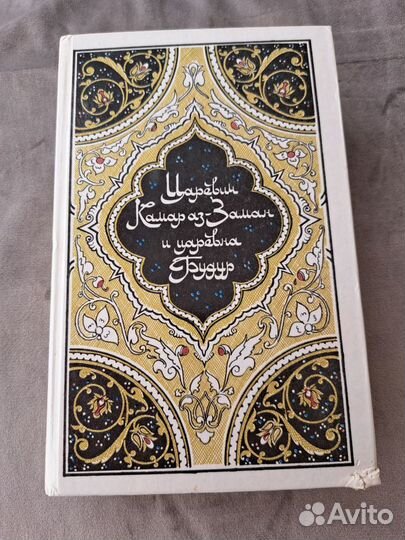 Царевич
Камар аз-Заман
и царевна
Будур
Avito